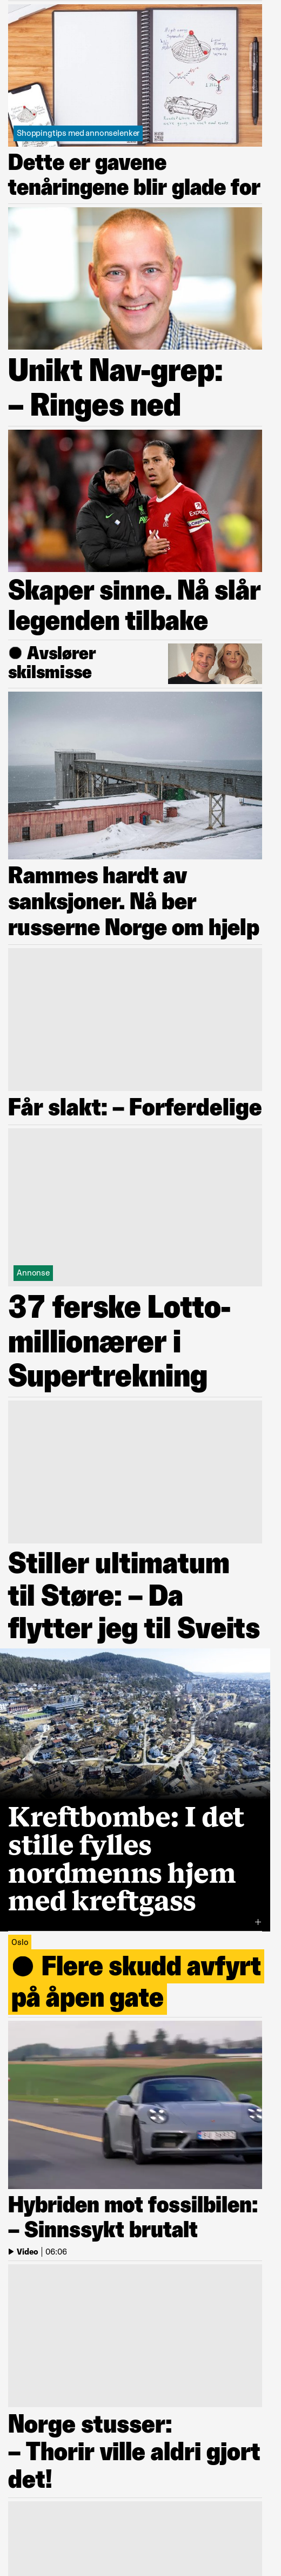 Shoppingtips med annonselenker
Dette er gavene
tenåringene blir glade for
Unikt Nav-grep:
– Ringes ned
Skaper sinne. Nå slår
legenden tilbake
Avslører
skilsmisse
Rammes hardt av
sanksjoner. Nå ber
russerne Norge om hjelp
Får slakt: – Forferdelige
Annonse
37 ferske Lotto-
millionærer i
Supertrekning
Stiller ultimatum
til Støre: – Da
flytter jeg til Sveits
Kreftbombe: I det
stille fylles
nordmenns hjem
med kreftgass
+
Oslo
Flere skudd avfyrt
på åpen gate
Hybriden mot fossilbilen:
– Sinnssykt brutalt
Video | 06:06
Norge stusser:
– Thorir ville aldri gjort
det!